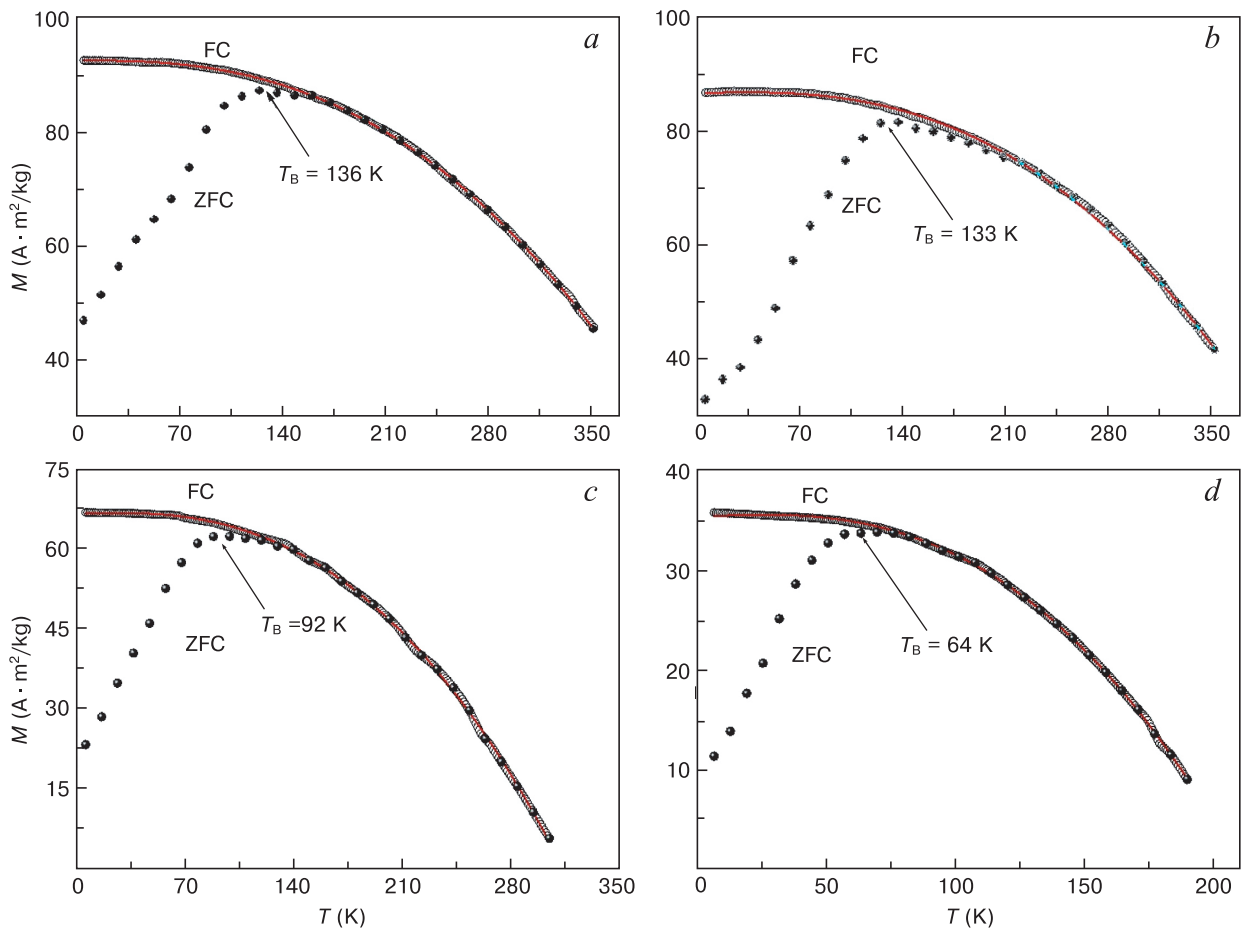 100
FC
a
80
T_B = 136 K
ZFC
60
40
M (A · m²/kg)
0 70 140 210 280 350
100
FC
b
80
ZFC
T_B = 133 K
60
40
0 70 140 210 280 350
75
FC
c
60
T_B =92 K
45
ZFC
30
15
M (A · m²/kg)
0 70 140 210 280 350
T (K)
40
FC
d
30
T_B = 64 K
ZFC
20
10
0 50 100 150 200
T (K)